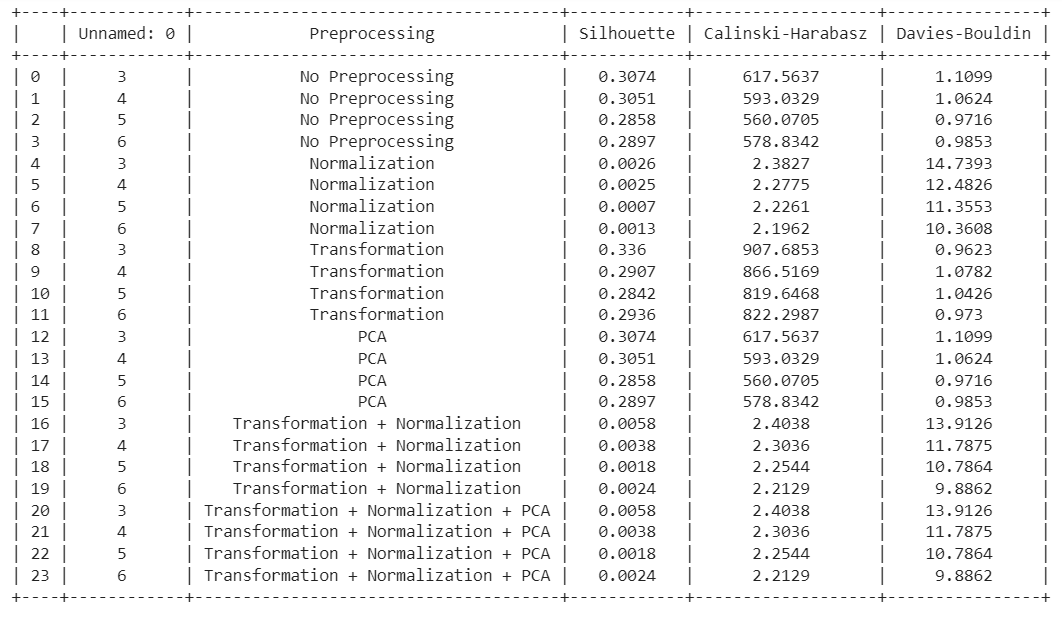 +----+------------+---------------------------------------+------------+-------------------+----------------+
|    | Unnamed: 0 |             Preprocessing             | Silhouette | Calinski-Harabasz | Davies-Bouldin |
+----+------------+---------------------------------------+------------+-------------------+----------------+
| 0  |     3      |           No Preprocessing            |   0.3074   |     617.5637      |     1.1099     |
| 1  |     4      |           No Preprocessing            |   0.3051   |     593.0329      |     1.0624     |
| 2  |     5      |           No Preprocessing            |   0.2858   |     560.0705      |     0.9716     |
| 3  |     6      |           No Preprocessing            |   0.2897   |     578.8342      |     0.9853     |
| 4  |     3      |             Normalization             |   0.0026   |      2.3827       |    14.7393     |
| 5  |     4      |             Normalization             |   0.0025   |      2.2775       |    12.4826     |
| 6  |     5      |             Normalization             |   0.0007   |      2.2261       |    11.3553     |
| 7  |     6      |             Normalization             |   0.0013   |      2.1962       |    10.3608     |
| 8  |     3      |            Transformation             |   0.336    |     907.6853      |     0.9623     |
| 9  |     4      |            Transformation             |   0.2907   |     866.5169      |     1.0782     |
| 10 |     5      |            Transformation             |   0.2842   |     819.6468      |     1.0426     |
| 11 |     6      |            Transformation             |   0.2936   |     822.2987      |     0.973      |
| 12 |     3      |                  PCA                  |   0.3074   |     617.5637      |     1.1099     |
| 13 |     4      |                  PCA                  |   0.3051   |     593.0329      |     1.0624     |
| 14 |     5      |                  PCA                  |   0.2858   |     560.0705      |     0.9716     |
| 15 |     6      |                  PCA                  |   0.2897   |     578.8342      |     0.9853     |
| 16 |     3      |    Transformation + Normalization     |   0.0058   |      2.4038       |    13.9126     |
| 17 |     4      |    Transformation + Normalization     |   0.0038   |      2.3036       |    11.7875     |
| 18 |     5      |    Transformation + Normalization     |   0.0018   |      2.2544       |    10.7864     |
| 19 |     6      |    Transformation + Normalization     |   0.0024   |      2.2129       |     9.8862     |
| 20 |     3      | Transformation + Normalization + PCA  |   0.0058   |      2.4038       |    13.9126     |
| 21 |     4      | Transformation + Normalization + PCA  |   0.0038   |      2.3036       |    11.7875     |
| 22 |     5      | Transformation + Normalization + PCA  |   0.0018   |      2.2544       |    10.7864     |
| 23 |     6      | Transformation + Normalization + PCA  |   0.0024   |      2.2129       |     9.8862     |
+----+------------+---------------------------------------+------------+-------------------+----------------+